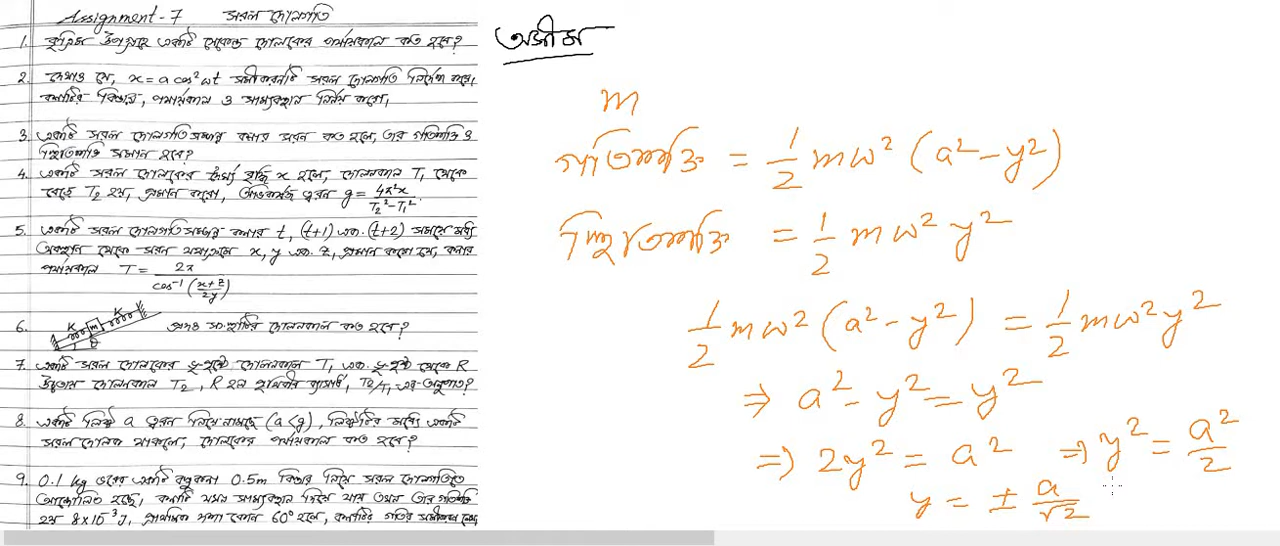 Assignment - 7 সরল দোলগতি
1. কৃত্রিম উপগ্রহে একটি সেকেন্ড দোলকের পর্যায়কাল কত হবে?
2. দেখাও যে, x = a cos² ωt সমীকরণটি সরল দোলগতি নির্দেশ করে,
কণাটির বিস্তার, পর্যায়কাল ও সাম্যাবস্থান নির্ণয় করো,
3. একটি সরল দোলগতি সম্পন্ন কণার সরণ কত হলে, তার গতিশক্তি ও
স্থিতিশক্তি সমান হবে?
4. একটি সরল দোলকের দৈর্ঘ্য বৃদ্ধি x হলে, দোলনকাল T₁ থেকে
বেড়ে T₂ হয়, প্রমাণ করো, অভিকর্ষজ ত্বরণ g = 4π²x / T₂² - T₁².
5. একটি সরল দোলগতি সম্পন্ন কণার t, (t+1) এবং (t+2) সময়ে মধ্য
অবস্থান থেকে সরণ যথাক্রমে x, y এবং z, প্রমাণ করো যে, কণার
পর্যায়কাল T = 2π / cos⁻¹ (x+z / 2y)
K m K
6. প্রদত্ত সংস্থাটির দোলনকাল কত হবে?
7. একটি সরল দোলকের ভূ-পৃষ্ঠে দোলনকাল T₁ এবং ভূ-পৃষ্ঠ থেকে R
উচ্চতায় দোলনকাল T₂, R হল পৃথিবীর ব্যাসার্ধ, T₂/T₁ এর অনুপাত?
8. একটি লিফ্ট a ত্বরণ নিয়ে নামছে (a < g), লিফ্টটির মধ্যে একটি
সরল দোলক থাকলে, দোলকের পর্যায়কাল কত হবে?
9. 0.1 kg ভরের একটি বস্তুকণা 0.5m বিস্তার নিয়ে সরল দোলগতিতে
আন্দোলিত হচ্ছে, কণাটি যখন সাম্যাবস্থান দিয়ে যায় তখন তার গতিশক্তি
হয় 8×10⁻³J, প্রাথমিক দশা কোণ 60° হলে, কণাটির গতির সমীকরণ
অসীম
m
গতিশক্তি = 1/2 mω² (a² - y²)
স্থিতিশক্তি = 1/2 mω² y²
1/2 mω² (a² - y²) = 1/2 mω² y²
⇒ a² - y² = y²
⇒ 2y² = a² ⇒ y² = a²/2
y = ± a/√2